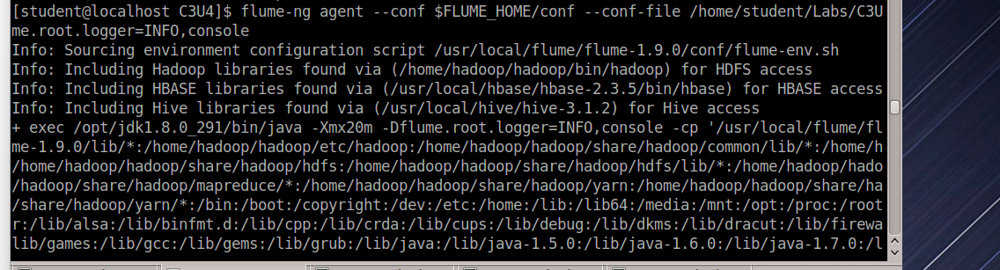 [student@localhost C3U4]$ flume-ng agent --conf $FLUME_HOME/conf --conf-file /home/student/Labs/C3U
me.root.logger=INFO,console
Info: Sourcing environment configuration script /usr/local/flume/flume-1.9.0/conf/flume-env.sh
Info: Including Hadoop libraries found via (/home/hadoop/hadoop/bin/hadoop) for HDFS access
Info: Including HBASE libraries found via (/usr/local/hbase/hbase-2.3.5/bin/hbase) for HBASE access
Info: Including Hive libraries found via (/usr/local/hive/hive-3.1.2) for Hive access
+ exec /opt/jdk1.8.0_291/bin/java -Xmx20m -Dflume.root.logger=INFO,console -cp '/usr/local/flume/fl
me-1.9.0/lib/*:/home/hadoop/hadoop/etc/hadoop:/home/hadoop/hadoop/share/hadoop/common/lib/*:/home/h
/home/hadoop/hadoop/share/hadoop/hdfs:/home/hadoop/hadoop/share/hadoop/hdfs/lib/*:/home/hadoop/hado
/hadoop/share/hadoop/mapreduce/*:/home/hadoop/hadoop/share/hadoop/yarn:/home/hadoop/hadoop/share/ha
/share/hadoop/yarn/*:/bin:/boot:/copyright:/dev:/etc:/home:/lib:/lib64:/media:/mnt:/opt:/proc:/root
r:/lib/alsa:/lib/binfmt.d:/lib/cpp:/lib/crda:/lib/cups:/lib/debug:/lib/dkms:/lib/dracut:/lib/firewa
lib/games:/lib/gcc:/lib/gems:/lib/grub:/lib/java:/lib/java-1.5.0:/lib/java-1.6.0:/lib/java-1.7.0:/l